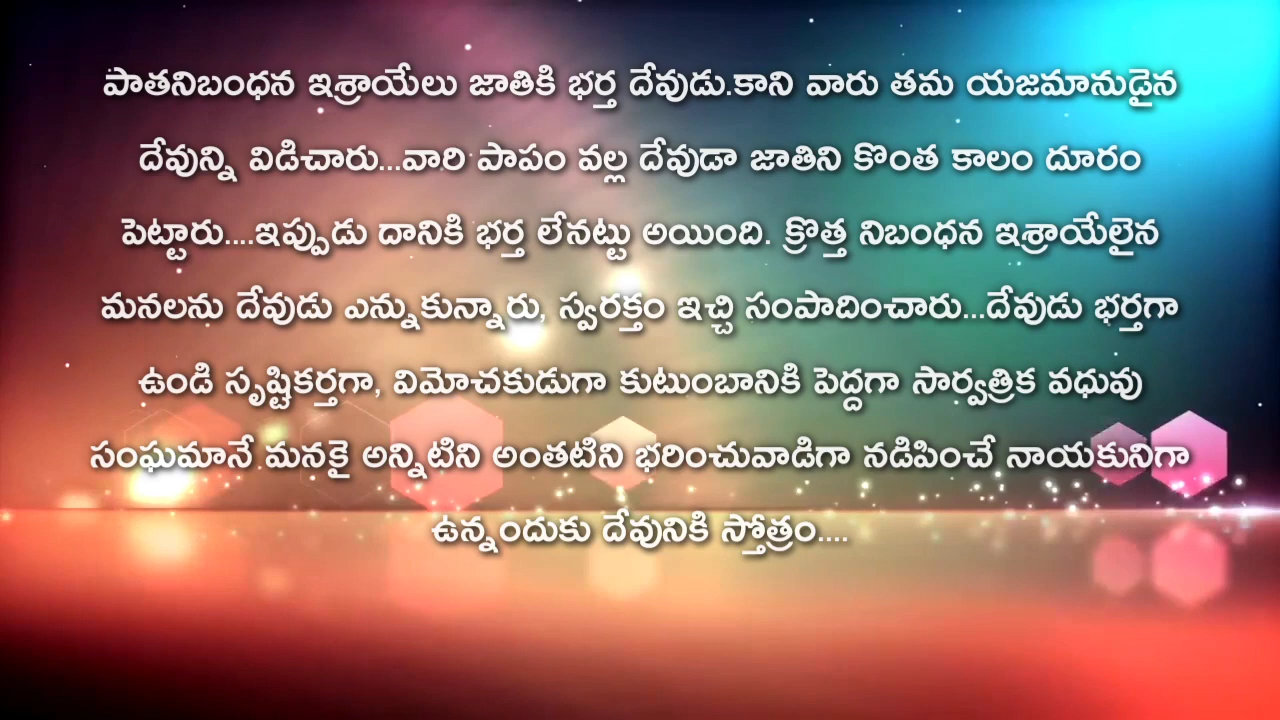 పాతనిబంధన ఇశ్రాయేలు జాతికి భర్త దేవుడు.కాని వారు తమ యజమానుడైన
దేవున్ని విడిచారు...వారి పాపం వల్ల దేవుడా జాతిని కొంత కాలం దూరం
పెట్టారు....ఇప్పుడు దానికి భర్త లేనట్టు అయింది. క్రొత్త నిబంధన ఇశ్రాయేలైన
మనలను దేవుడు ఎన్నుకున్నారు, స్వరక్తం ఇచ్చి సంపాదించారు...దేవుడు భర్తగా
ఉండి సృష్టికర్తగా, విమోచకుడుగా కుటుంబానికి పెద్దగా సార్వత్రిక వధువు
సంఘమానే మనకై అన్నిటిని అంతటిని భరించువాడిగా నడిపించే నాయకునిగా
ఉన్నందుకు దేవునికి స్తోత్రం....